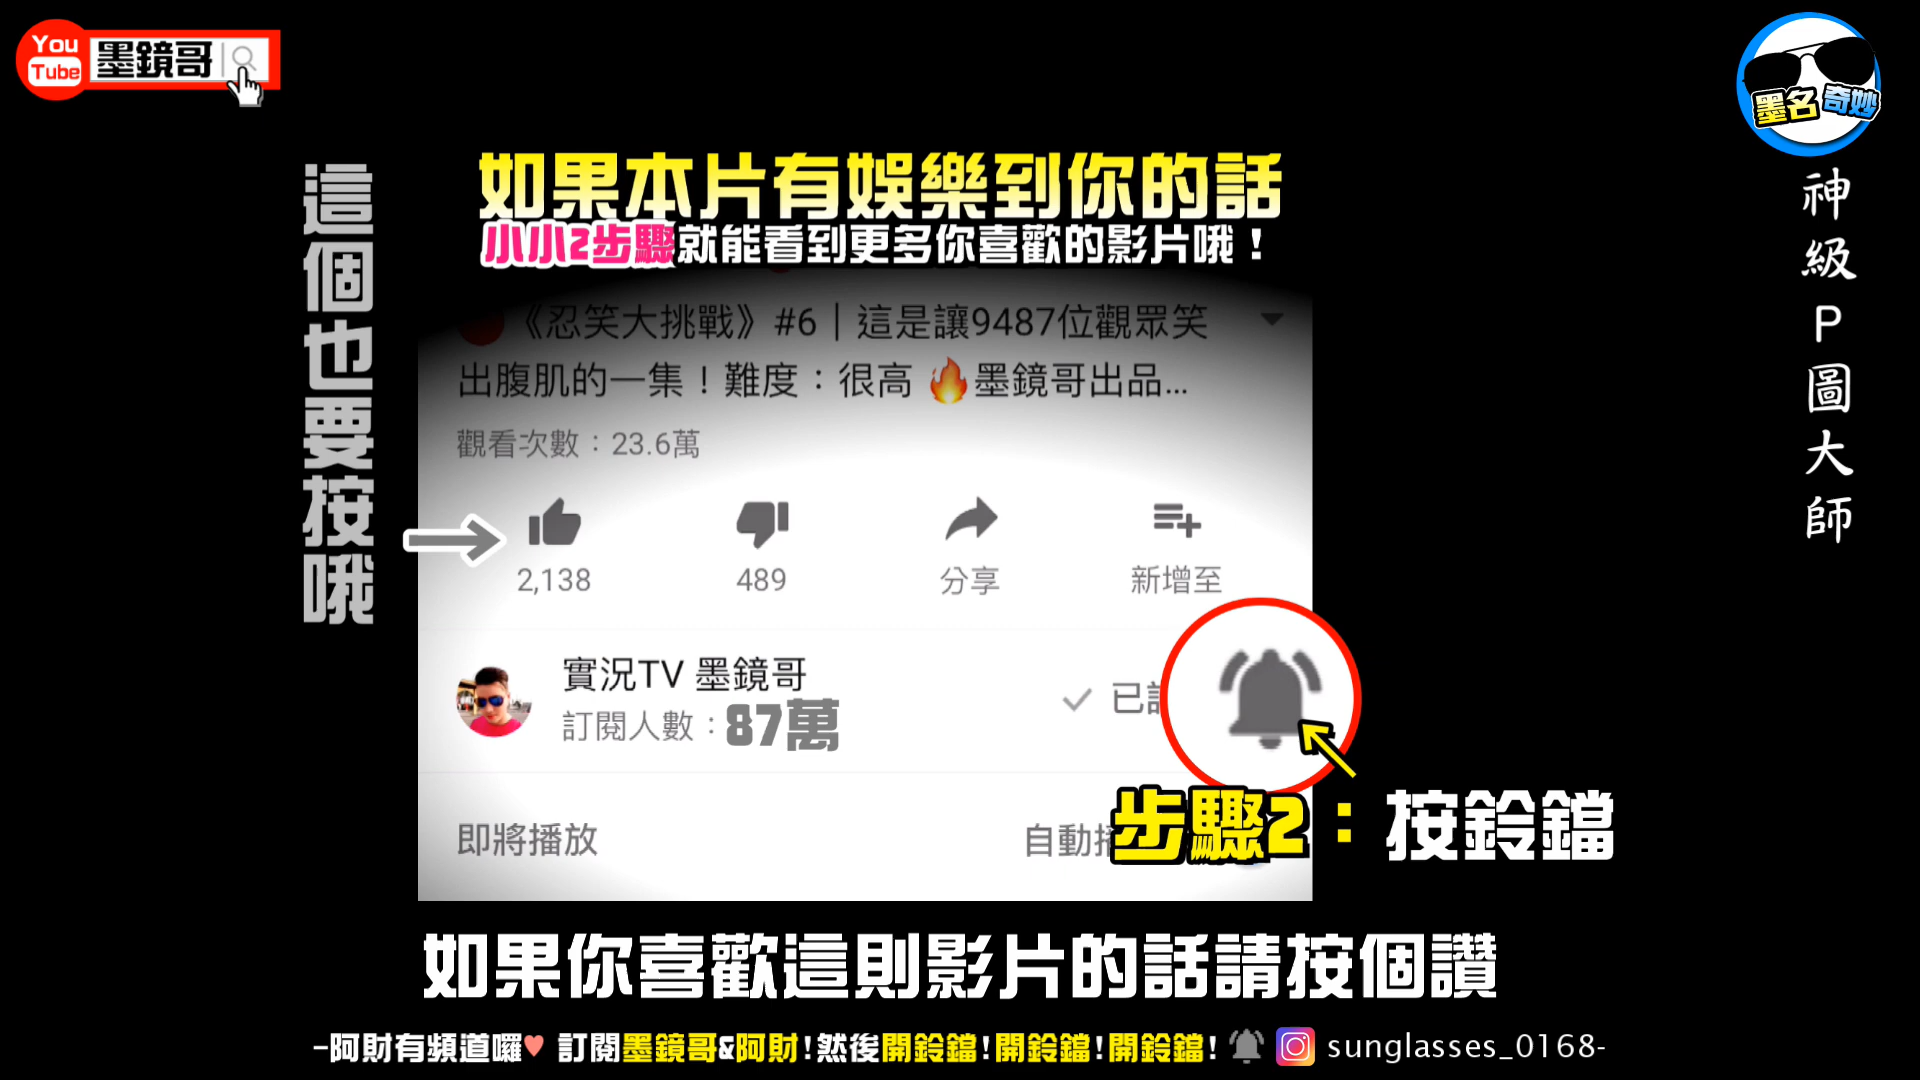 You
Tube
墨鏡哥
墨名奇妙
神級P圖大師
這個也要按哦
如果本片有娛樂到你的話
小小2步驟就能看到更多你喜歡的影片哦！
《忍笑大挑戰》#6｜這是讓9487位觀眾笑
出腹肌的一集！難度：很高 🔥墨鏡哥出品...
觀看次數：23.6萬
2,138
489
分享
新增至
實況TV 墨鏡哥
訂閱人數：87萬
已訂
即將播放
自動播
步驟2：按鈴鐺
如果你喜歡這則影片的話請按個讚
-阿財有頻道囉♥ 訂閱墨鏡哥&阿財!然後開鈴鐺!開鈴鐺!開鈴鐺! sunglasses_0168-